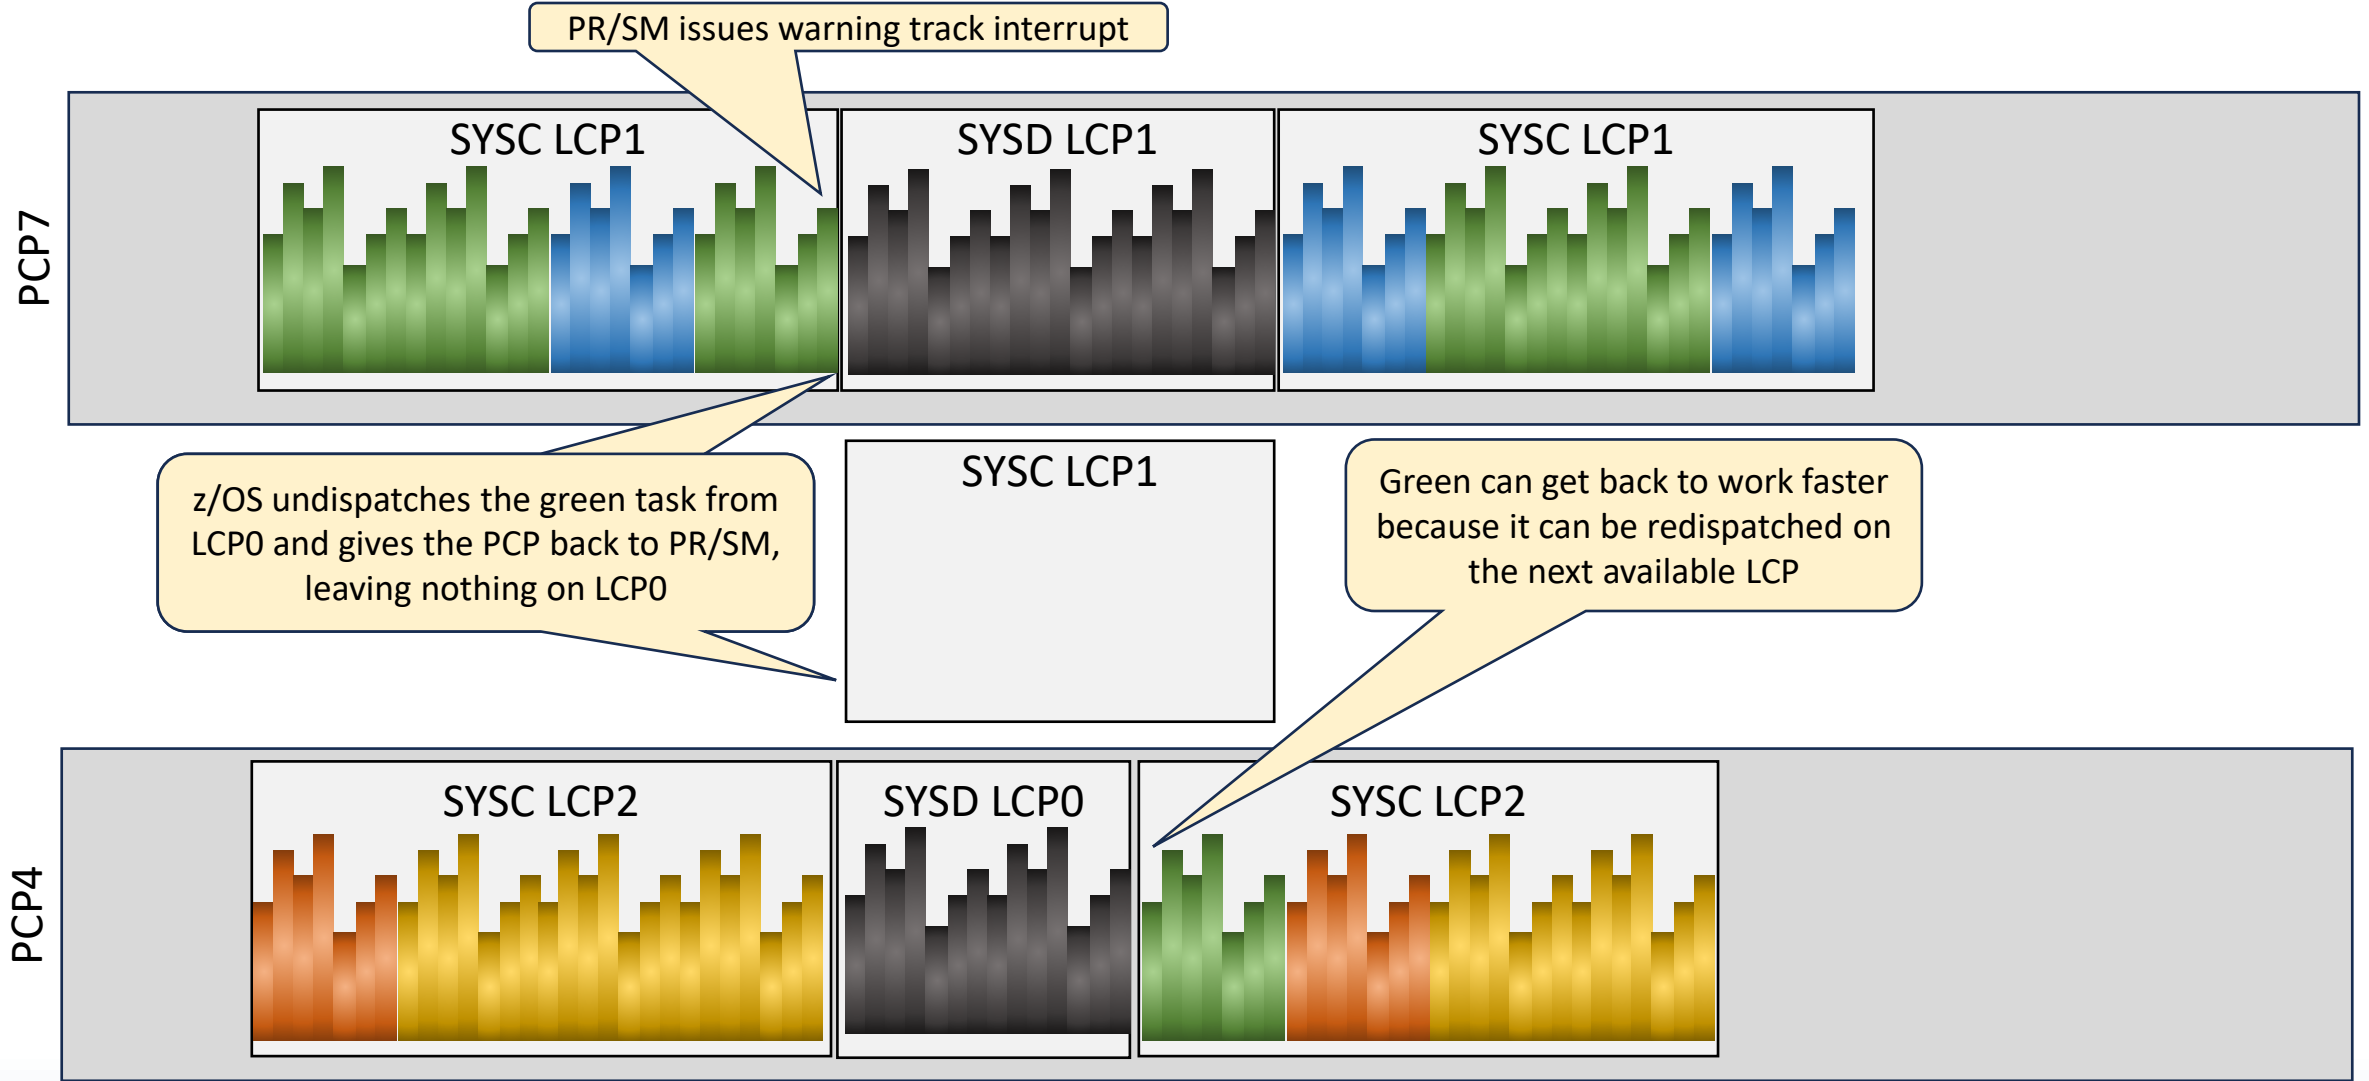 PR/SM issues warning track interrupt
PCP7
SYSC LCP1
SYSD LCP1
SYSC LCP1
z/OS undispatches the green task from
LCP0 and gives the PCP back to PR/SM,
leaving nothing on LCP0
SYSC LCP1
Green can get back to work faster
because it can be redispatched on
the next available LCP
PCP4
SYSC LCP2
SYSD LCP0
SYSC LCP2